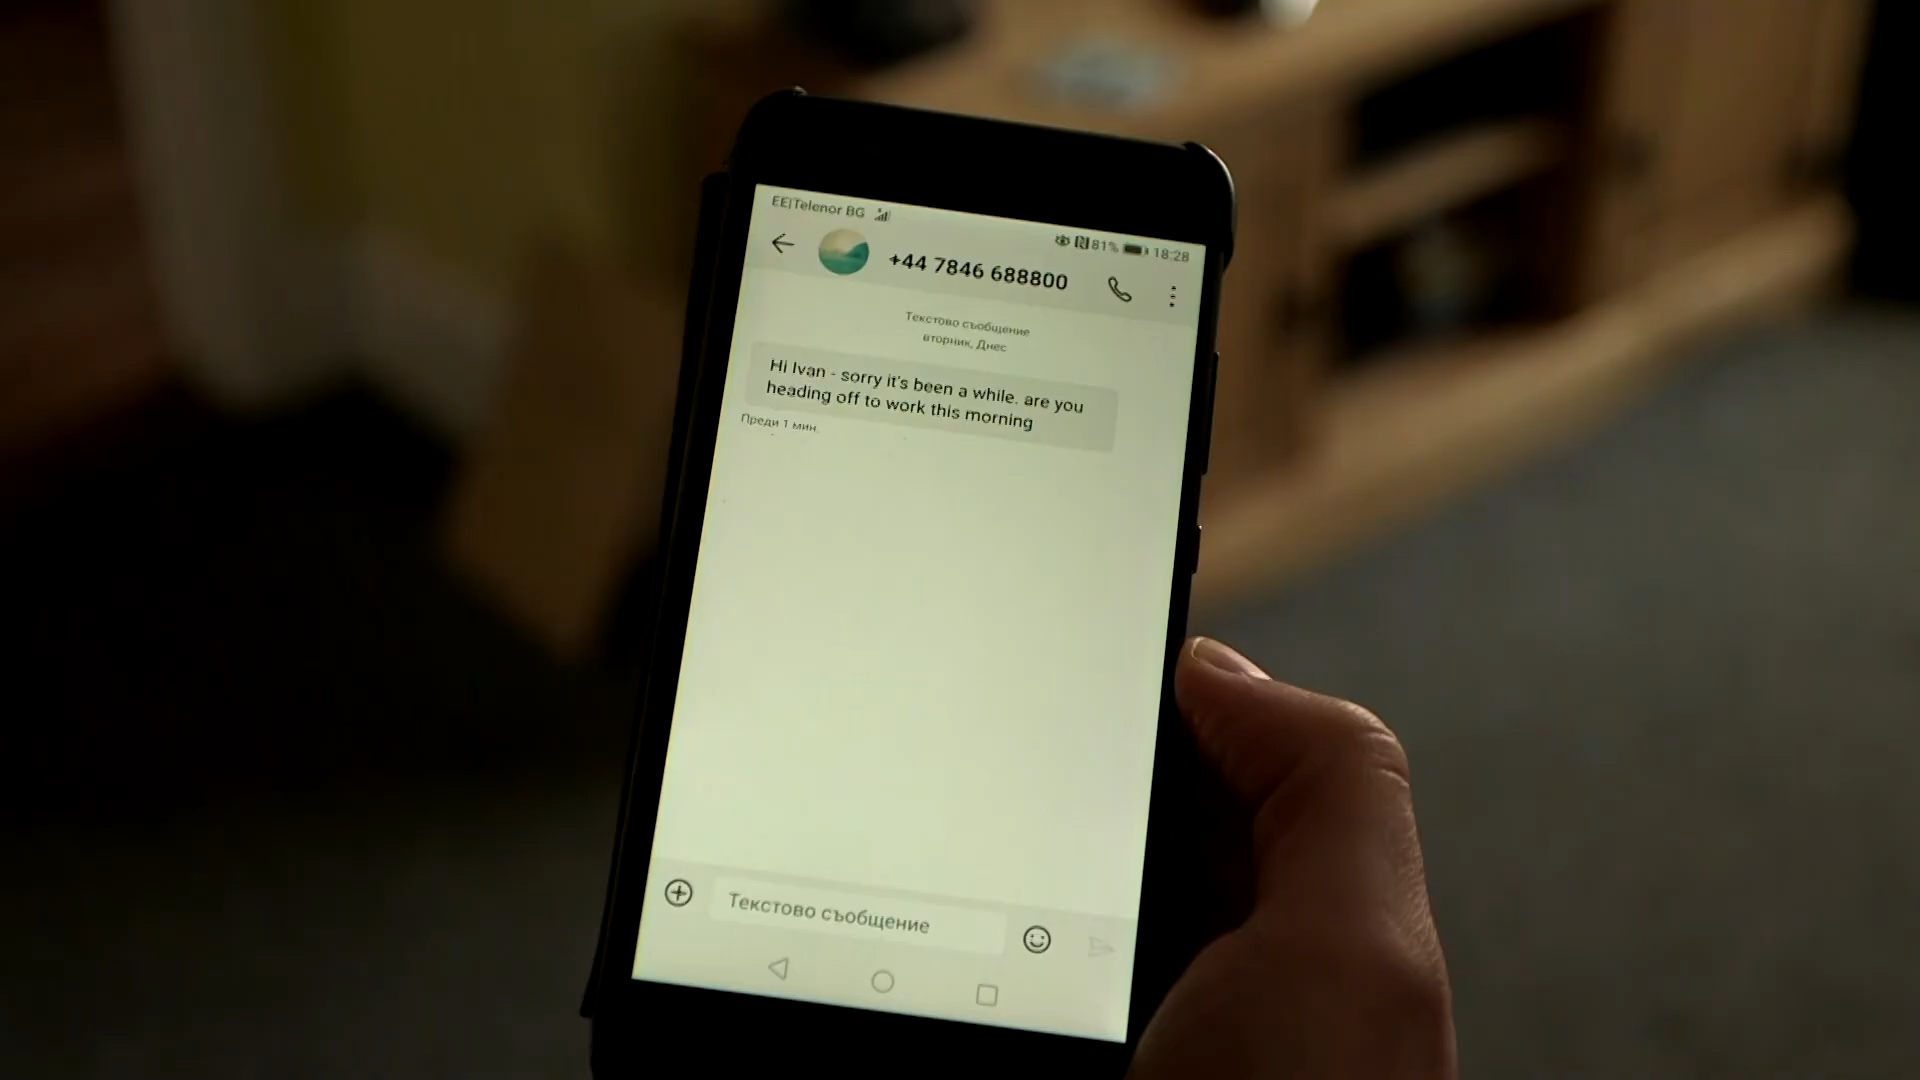 EE|Telenor BG
81% 18:28
+44 7846 688800
Текстово съобщение
вторник, Днес
Hi Ivan - sorry it's been a while. are you
heading off to work this morning
Преди 1 мин.
Текстово съобщение